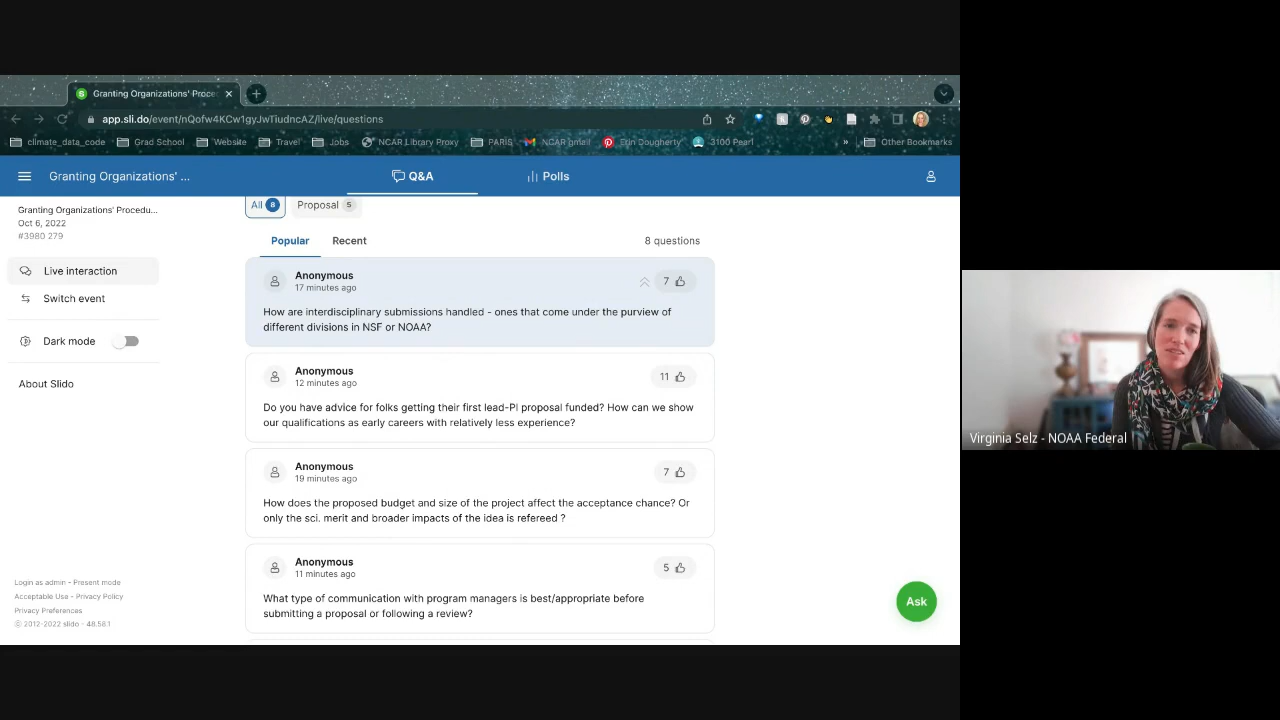 Granting Organizations' Proce
app.sli.do/event/nQofw4KCw1gyJwTiudncAZ/live/questions
climate_data_code Grad School Website Travel Jobs NCAR Library Proxy PARIS NCAR gmail Erin Dougherty 3100 Pearl » Other Bookmarks
Granting Organizations' ... Q&A Polls
Granting Organizations' Procedu...
Oct 6, 2022
#3980 279
Live interaction
Switch event
Dark mode
About Slido
Login as admin - Present mode
Acceptable Use - Privacy Policy
Privacy Preferences
© 2012-2022 slido - 48.58.1
All 8 Proposal 5
Popular Recent 8 questions
Anonymous
17 minutes ago
7
How are interdisciplinary submissions handled - ones that come under the purview of
different divisions in NSF or NOAA?
Anonymous
12 minutes ago
11
Do you have advice for folks getting their first lead-PI proposal funded? How can we show
our qualifications as early careers with relatively less experience?
Anonymous
19 minutes ago
7
How does the proposed budget and size of the project affect the acceptance chance? Or
only the sci. merit and broader impacts of the idea is refereed ?
Anonymous
11 minutes ago
5
What type of communication with program managers is best/appropriate before
submitting a proposal or following a review?
Ask
Virginia Selz - NOAA Federal